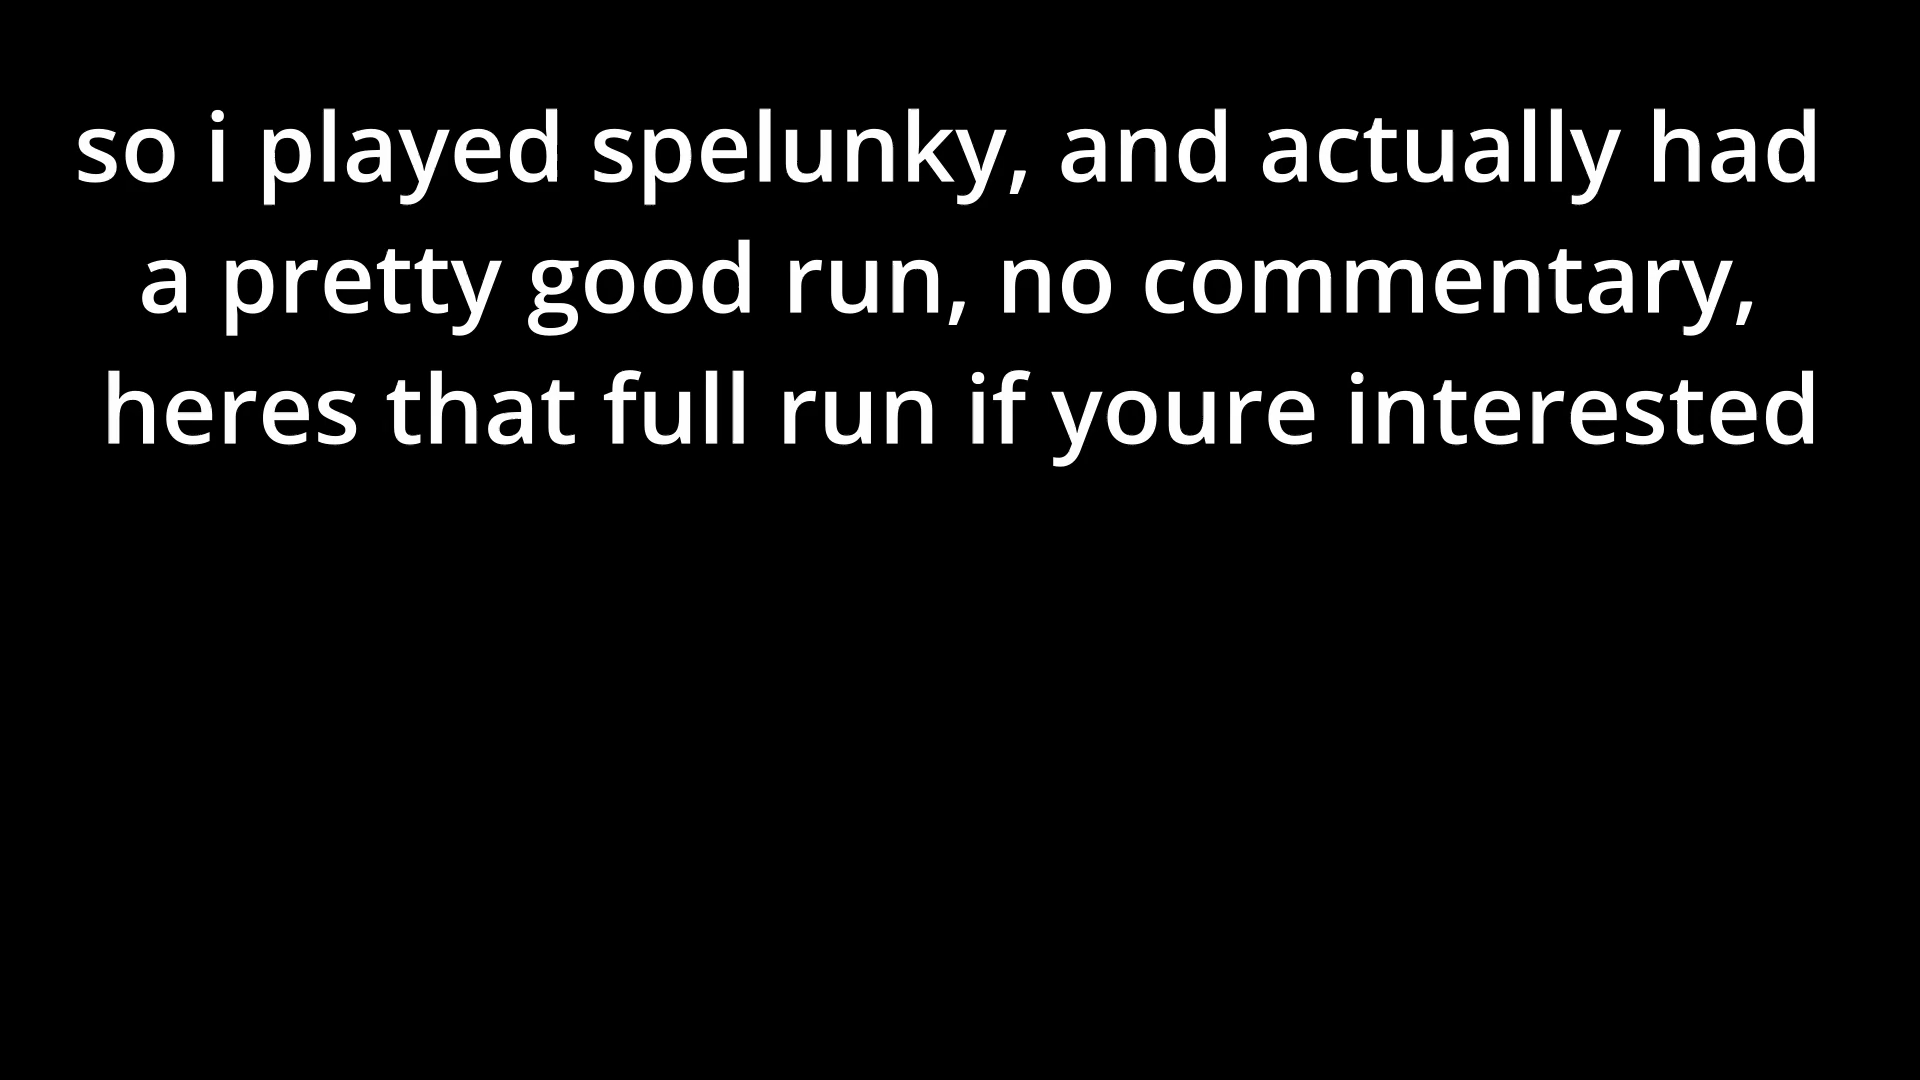 so i played spelunky, and actually had
a pretty good run, no commentary,
heres that full run if youre interested